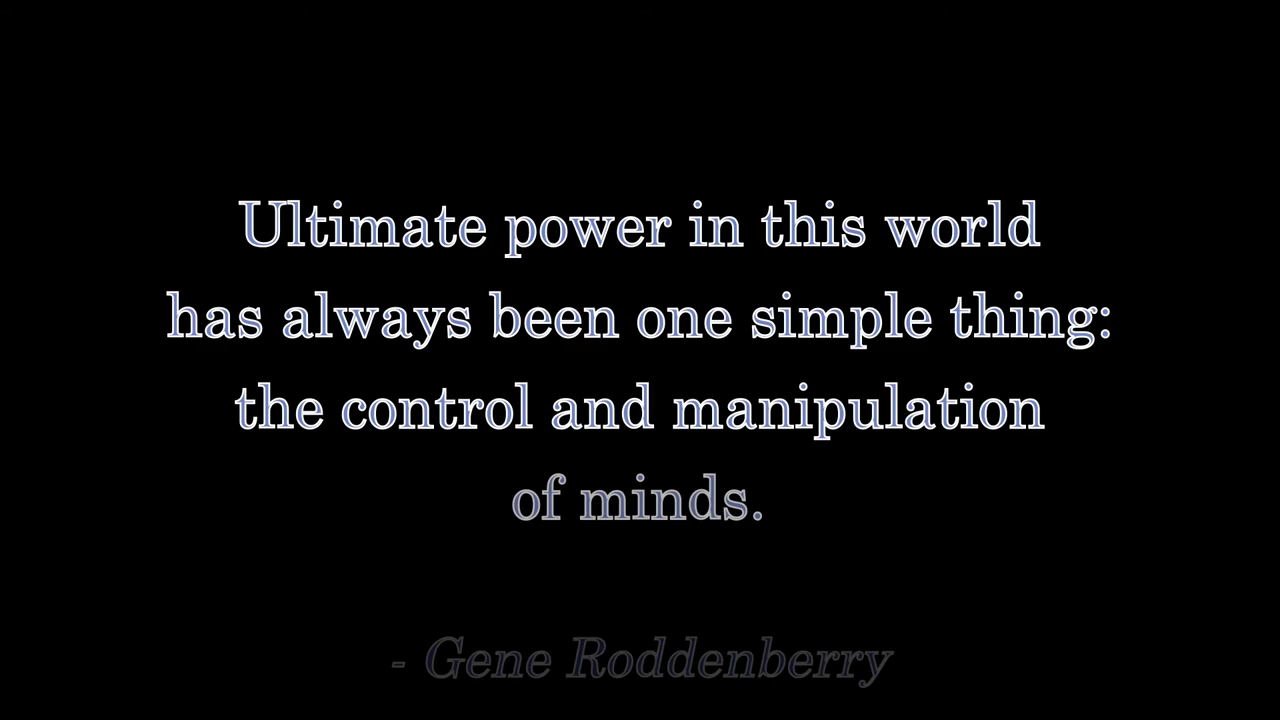 Ultimate power in this world
has always been one simple thing:
the control and manipulation
of minds.
- Gene Roddenberry